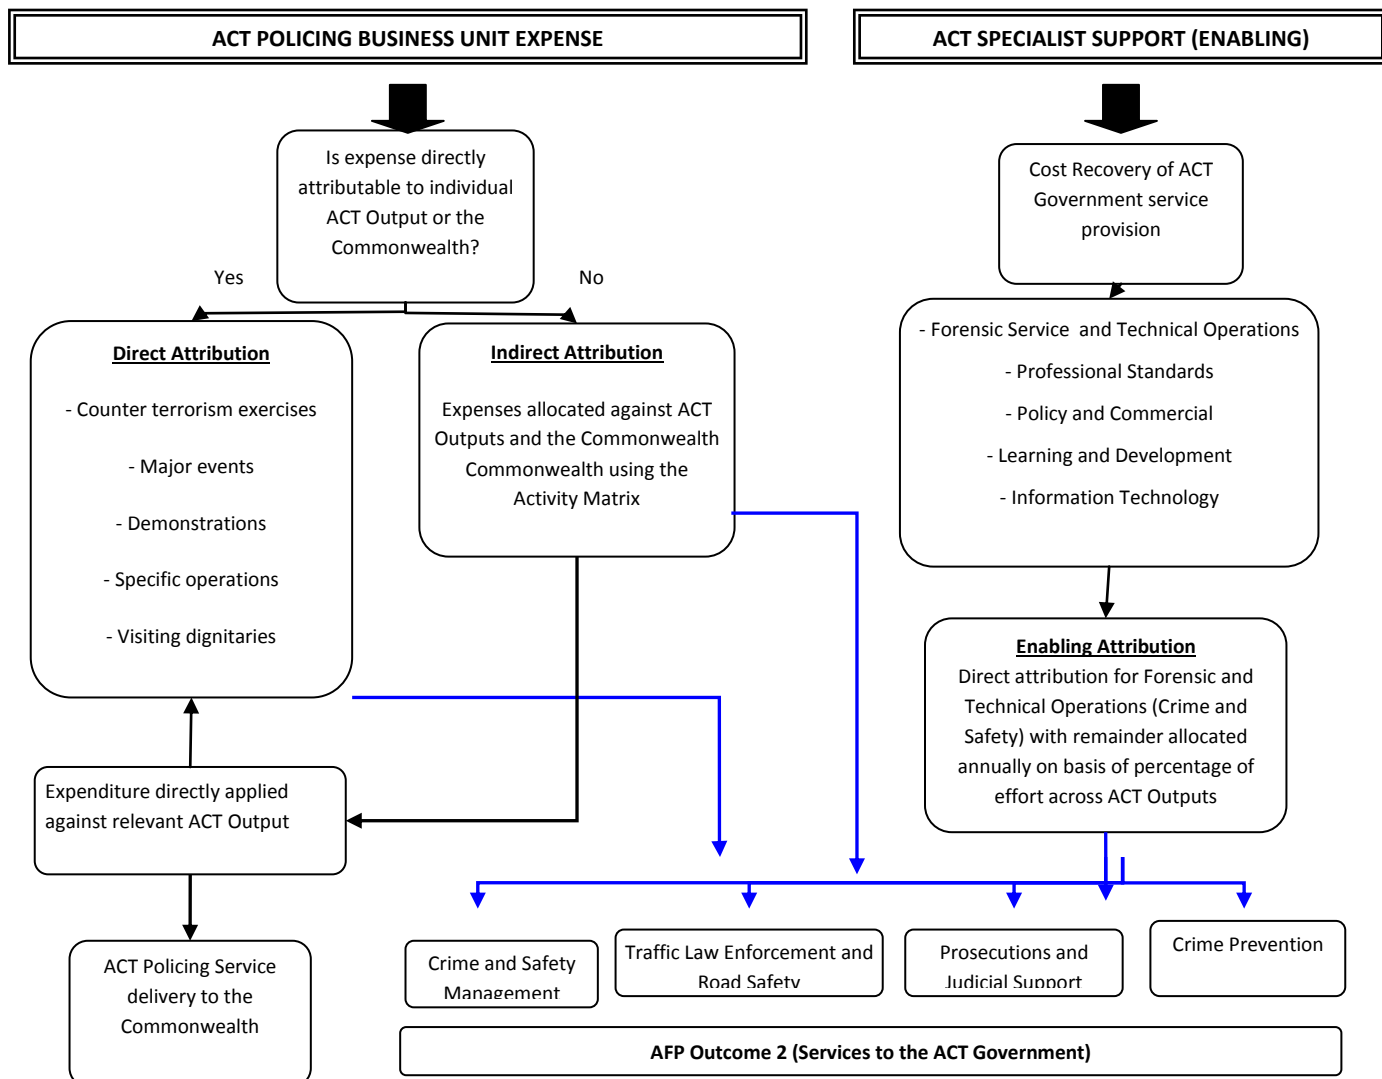 ACT POLICING BUSINESS UNIT EXPENSE
ACT SPECIALIST SUPPORT (ENABLING)
Is expense directly
attributable to individual
ACT Output or the
Commonwealth?
Yes
No
Direct Attribution
- Counter terrorism exercises
- Major events
- Demonstrations
- Specific operations
- Visiting dignitaries
Indirect Attribution
Expenses allocated against ACT
Outputs and the Commonwealth
Commonwealth using the
Activity Matrix
Expenditure directly applied
against relevant ACT Output
ACT Policing Service
delivery to the
Commonwealth
Cost Recovery of ACT
Government service
provision
- Forensic Service and Technical Operations
- Professional Standards
- Policy and Commercial
- Learning and Development
- Information Technology
Enabling Attribution
Direct attribution for Forensic and
Technical Operations (Crime and
Safety) with remainder allocated
annually on basis of percentage of
effort across ACT Outputs
Crime and Safety
Management
Traffic Law Enforcement and
Road Safety
Prosecutions and
Judicial Support
Crime Prevention
AFP Outcome 2 (Services to the ACT Government)